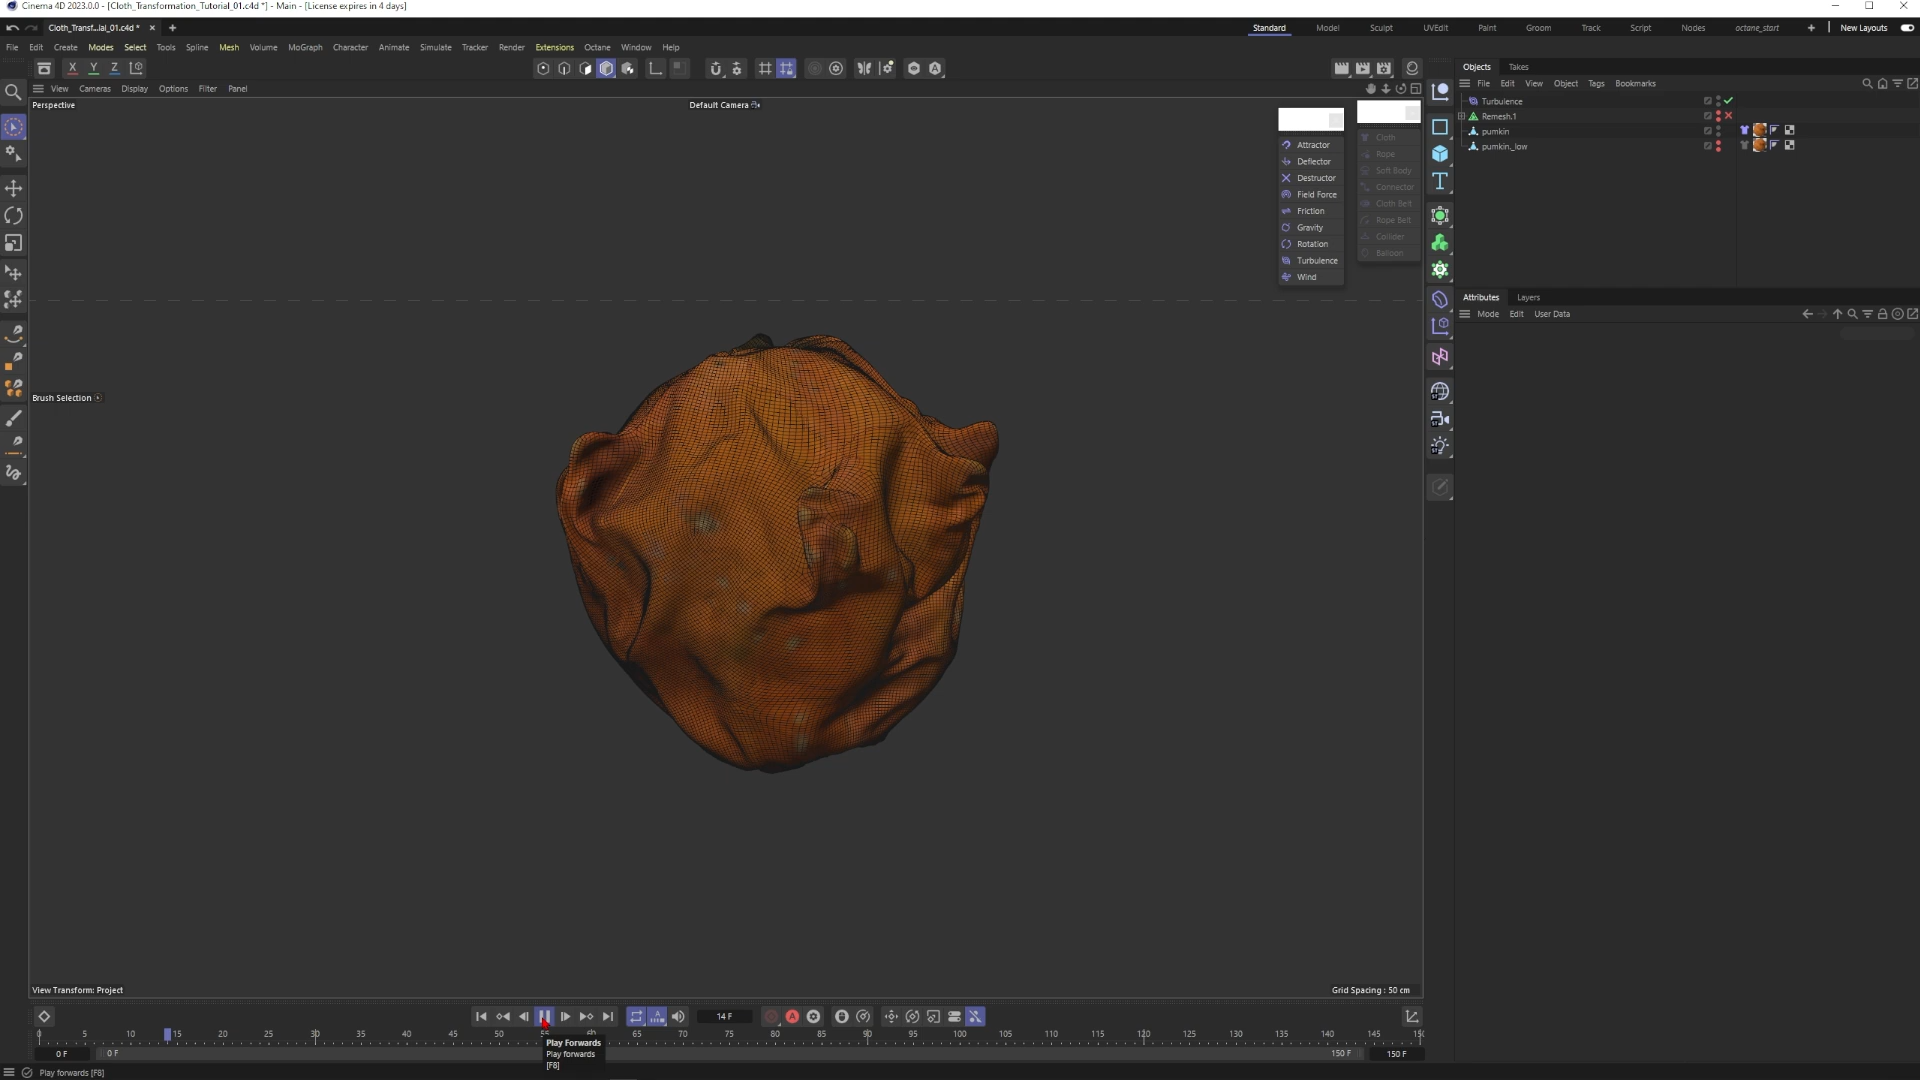 Cinema 4D 2023.0.0 - [Cloth_Transformation_Tutorial_01.c4d *] - Main - [License expires in 4 days]
Cloth_Transf...ial_01.c4d *
Standard Model Sculpt UVEdit Paint Groom Track Script Nodes octane_start New Layouts
File Edit Create Modes Select Tools Spline Mesh Volume MoGraph Character Animate Simulate Tracker Render Extensions Octane Window Help
X Y Z
Objects Takes
View Cameras Display Options Filter Panel
File Edit View Object Tags Bookmarks
Perspective
Default Camera
Turbulence
Remesh.1
pumkin
pumkin_low
Attractor
Deflector
Destructor
Field Force
Friction
Gravity
Rotation
Turbulence
Wind
Cloth
Rope
Soft Body
Connector
Cloth Belt
Rope Belt
Collider
Balloon
Attributes Layers
Mode Edit User Data
Brush Selection
View Transform: Project
Grid Spacing : 50 cm
14 F
0 5 15 20 25 30 35 40 45 50 55 60 65 70 75 80 85 90 95 100 105 110 115 120 125 130 135 140 145 150
0 F 0 F 150 F 150 F
Play Forwards
Play forwards
[F8]
Play forwards [F8]